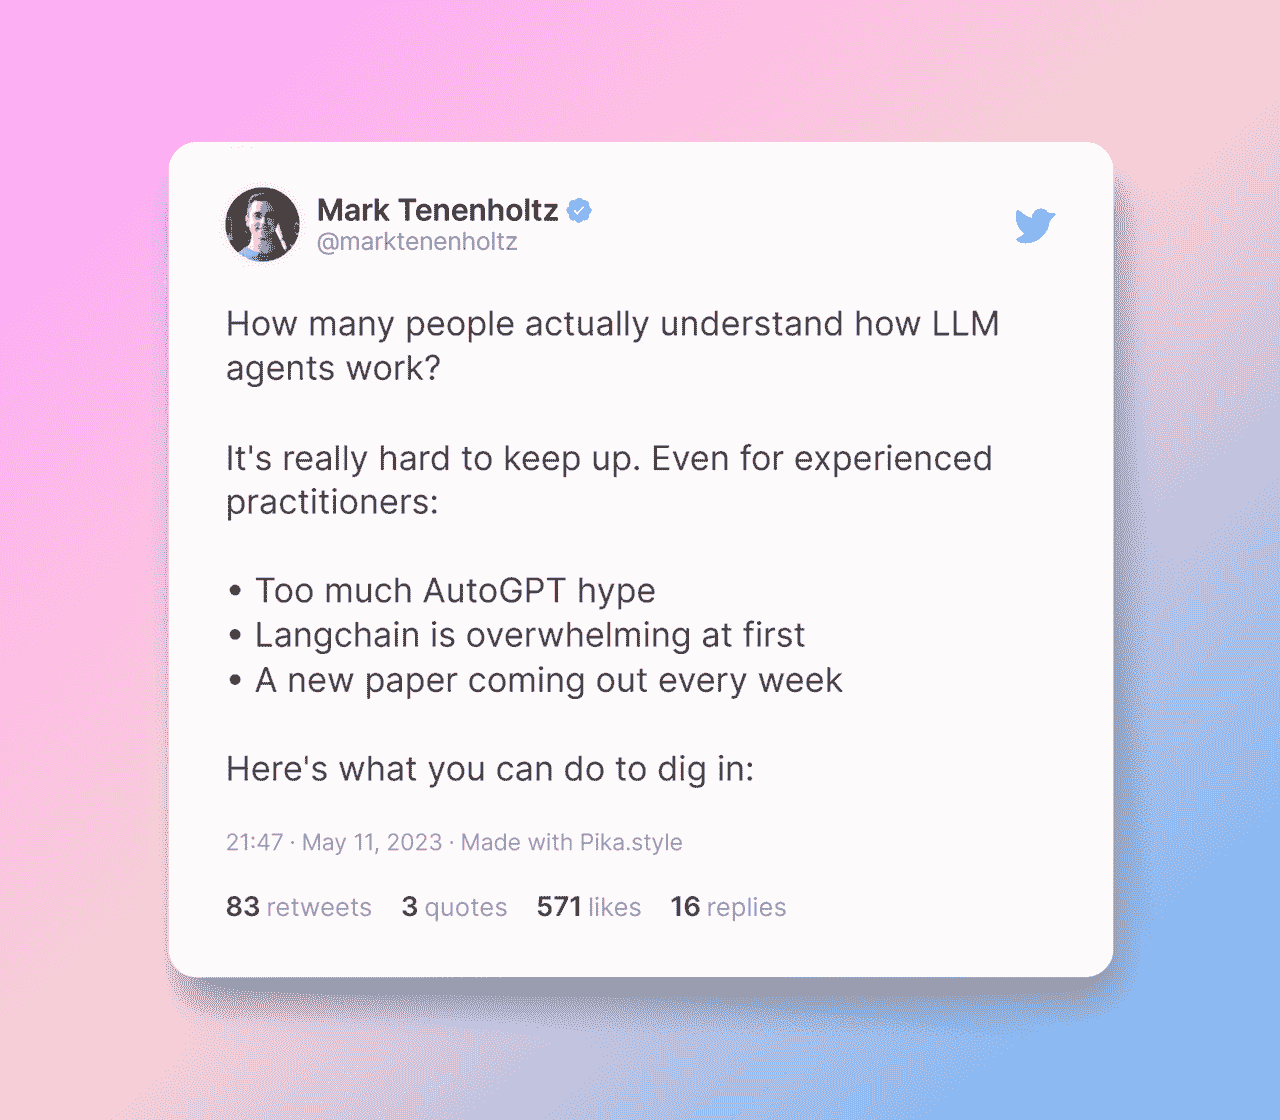 Mark Tenenholtz
@marktenenholtz
How many people actually understand how LLM
agents work?
It's really hard to keep up. Even for experienced
practitioners:
• Too much AutoGPT hype
• Langchain is overwhelming at first
• A new paper coming out every week
Here's what you can do to dig in:
21:47 · May 11, 2023 · Made with Pika.style
83 retweets 3 quotes 571 likes 16 replies